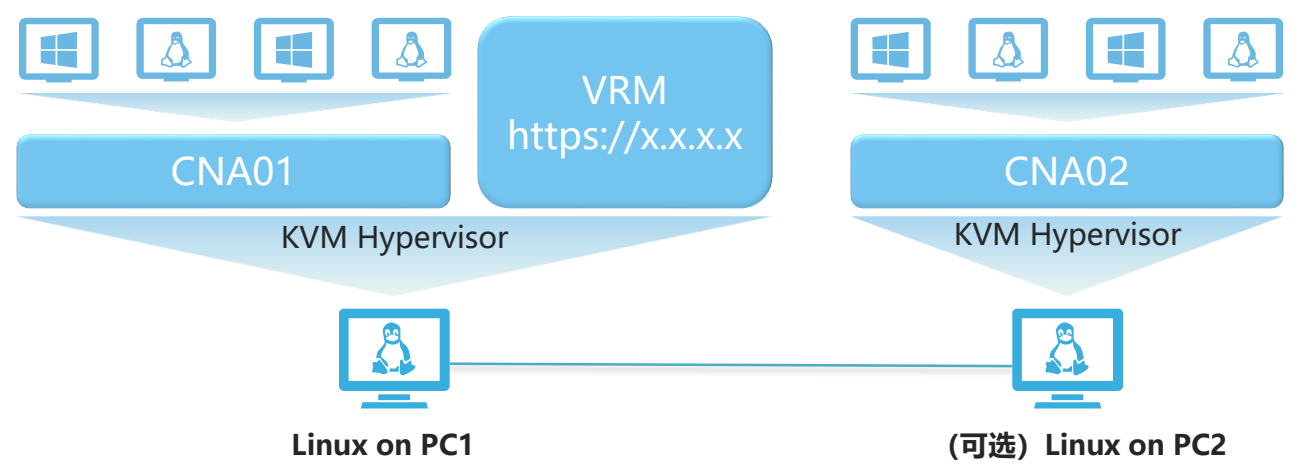 VRM
https://x.x.x.x
CNA01
CNA02
KVM Hypervisor
KVM Hypervisor
Linux on PC1
(可选）Linux on PC2